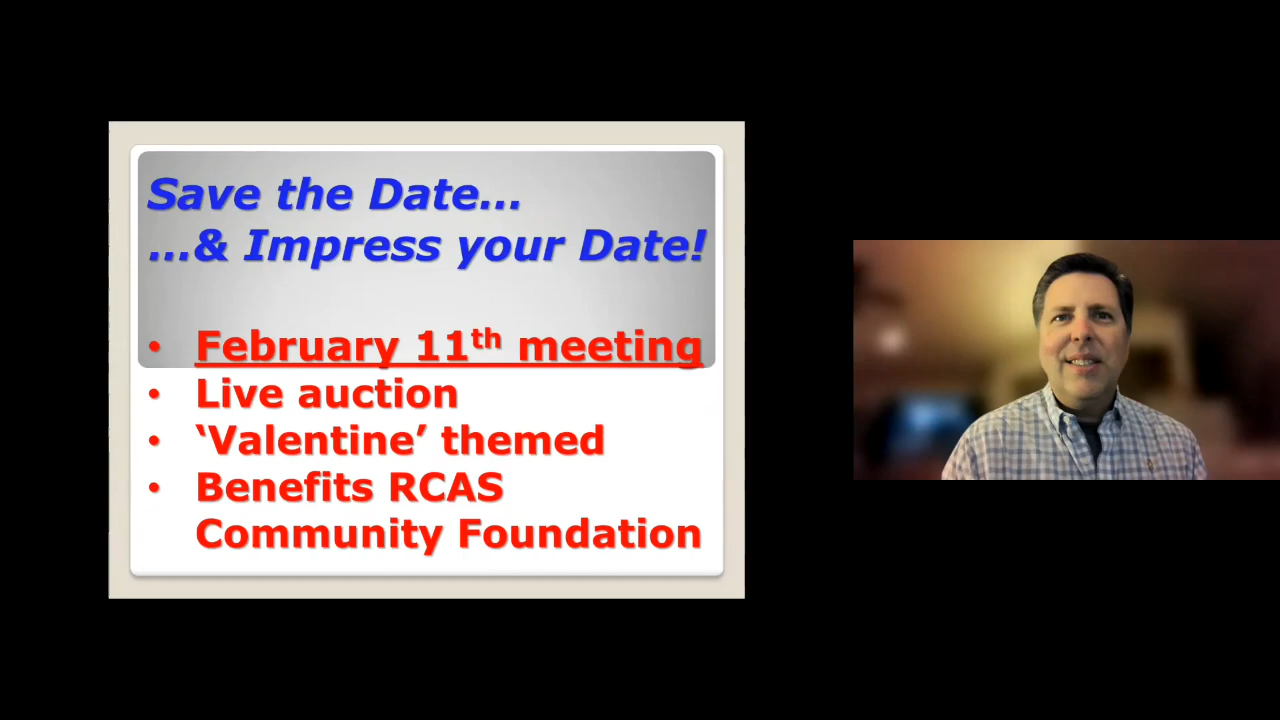 Save the Date...
...& Impress your Date!
• February 11th meeting
• Live auction
• ‘Valentine’ themed
• Benefits RCAS
Community Foundation